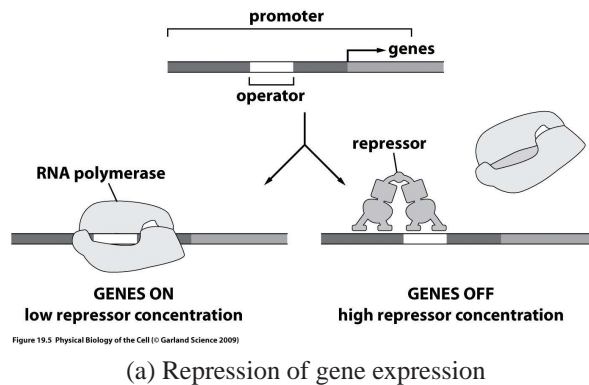 promoter
genes
operator
repressor
RNA polymerase
GENES ON
low repressor concentration
GENES OFF
high repressor concentration
Figure 19.5 Physical Biology of the Cell (© Garland Science 2009)
(a) Repression of gene expression